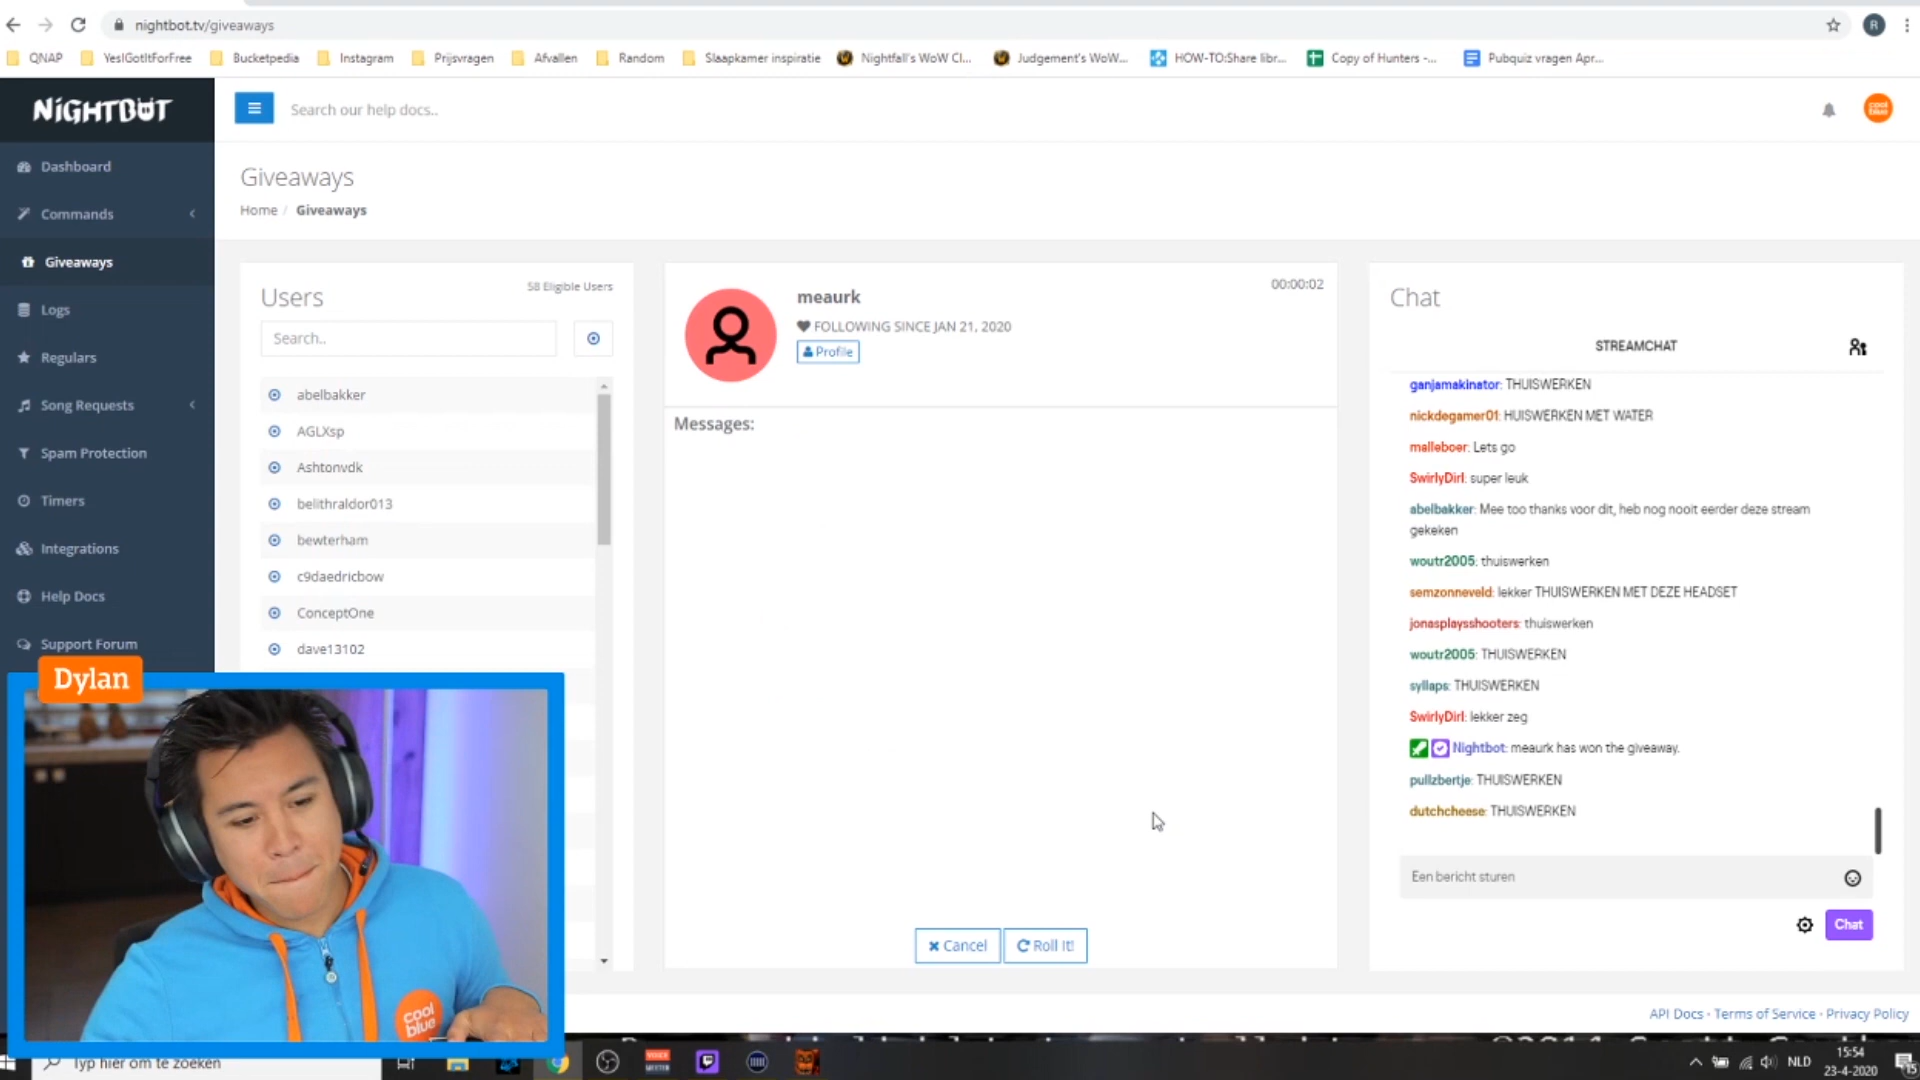 nightbot.tv/giveaways
R
QNAP
YesIGotItForFree
Bucketpedia
Instagram
Prijsvragen
Afvallen
Random
Slaapkamer inspiratie
Nightfall's WoW Cl...
Judgement's WoW...
HOW-TO:Share libr...
Copy of Hunters -...
Pubquiz vragen Apr...
NiGHTBOT
Search our help docs..
cool blue
Dashboard
Commands
Giveaways
Logs
Regulars
Song Requests
Spam Protection
Timers
Integrations
Help Docs
Support Forum
Giveaways
Home / Giveaways
Users
58 Eligible Users
Search..
abelbakker
AGLXsp
Ashtonvdk
belithraldor013
bewterham
c9daedricbow
ConceptOne
dave13102
meaurk
00:00:02
FOLLOWING SINCE JAN 21, 2020
Profile
Messages:
Cancel
Roll It!
Chat
STREAMCHAT
ganjamakinator: THUISWERKEN
nickdegamer01: HUISWERKEN MET WATER
malleboer: Lets go
SwirlyDirl: super leuk
abelbakker: Mee too thanks voor dit, heb nog nooit eerder deze stream
gekeken
woutr2005: thuiswerken
semzonneveld: lekker THUISWERKEN MET DEZE HEADSET
jonasplaysshooters: thuiswerken
woutr2005: THUISWERKEN
syllaps: THUISWERKEN
SwirlyDirl: lekker zeg
Nightbot: meaurk has won the giveaway.
pullzbertje: THUISWERKEN
dutchcheese: THUISWERKEN
Een bericht sturen
Chat
API Docs · Terms of Service · Privacy Policy
Dylan
cool
blue
Typ hier om te zoeken
NLD
15:54
23-4-2020
15